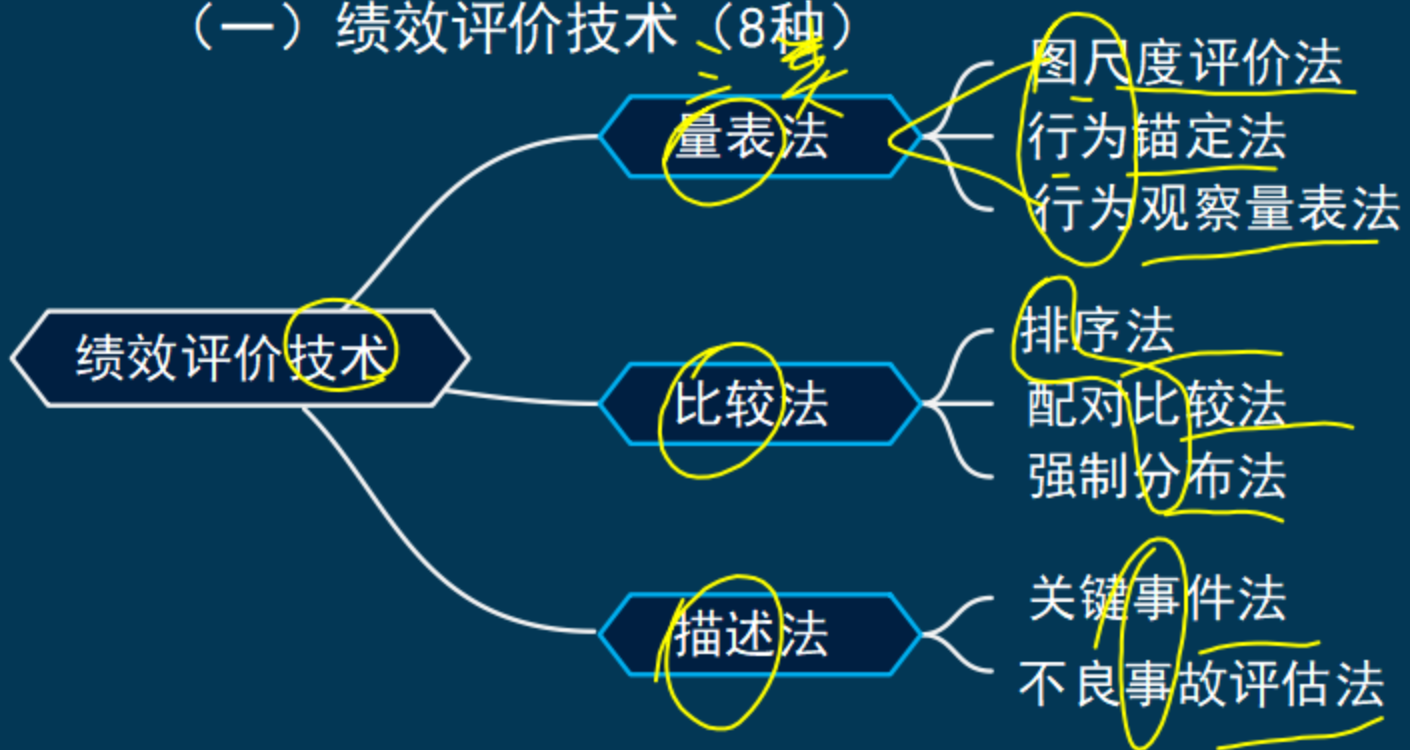 （一）绩效评价技术（8种）
量表法
图尺度评价法
行为锚定法
行为观察量表法
绩效评价技术
比较法
排序法
配对比较法
强制分布法
描述法
关键事件法
不良事故评估法